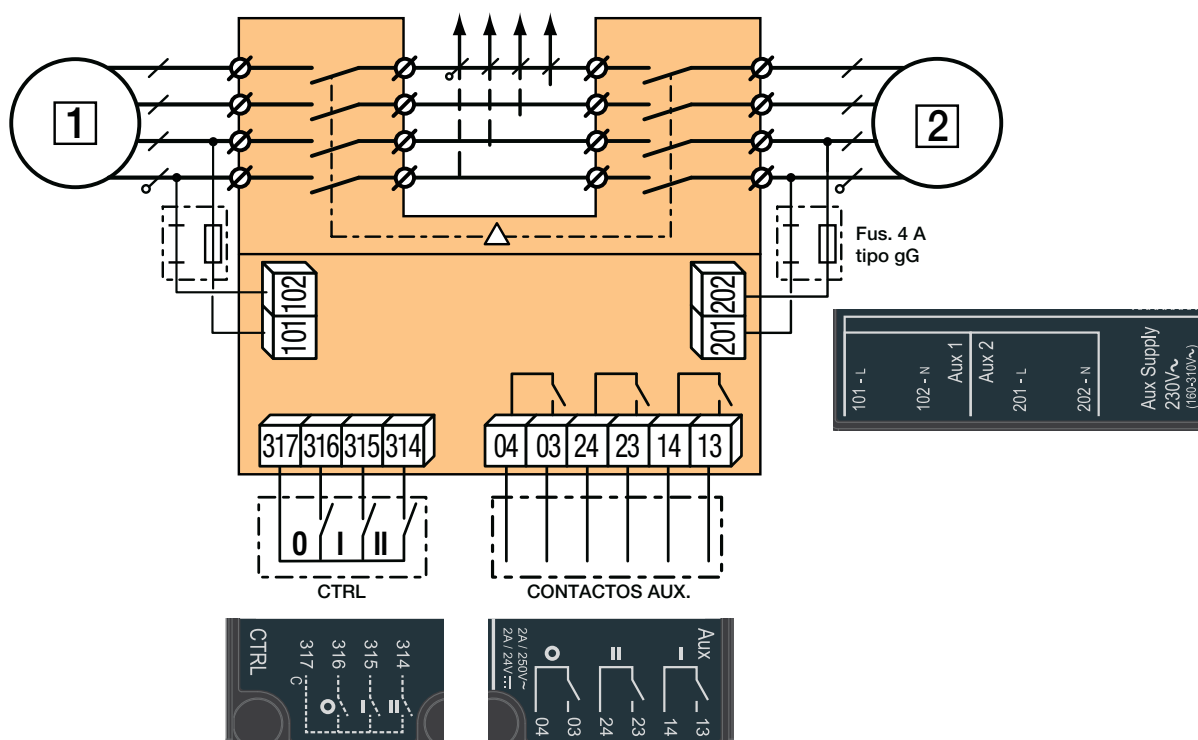 1
2
Fus. 4 A
tipo gG
102
101
202
201
317 316 315 314
04 03 24 23 14 13
0 I II
CTRL
CONTACTOS AUX.
101 - L
102 - N
Aux 1
Aux 2
201 - L
202 - N
Aux Supply
230V~
(160-310V~)
CTRL
317
316
315
314
C
O I II
2A / 250V~
2A / 24V⎓
Aux
O II I
04 03 24 23 14 13